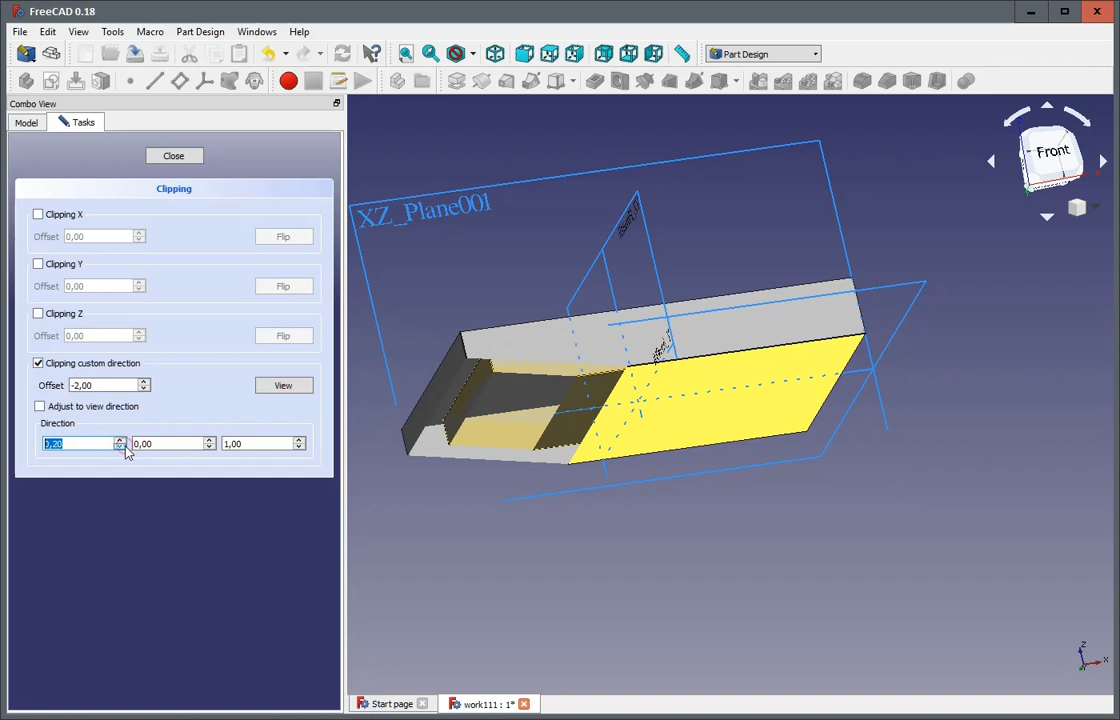 FreeCAD 0.18
File Edit View Tools Macro Part Design Windows Help
Part Design
Combo View
Model Tasks
Close
Clipping
Clipping X
Offset 0,00 Flip
Clipping Y
Offset 0,00 Flip
Clipping Z
Offset 0,00 Flip
Clipping custom direction
Offset -2,00 View
Adjust to view direction
Direction
0,20 0,00 1,00
XZ_Plane001
Front
Z
X
Start page work111 : 1*